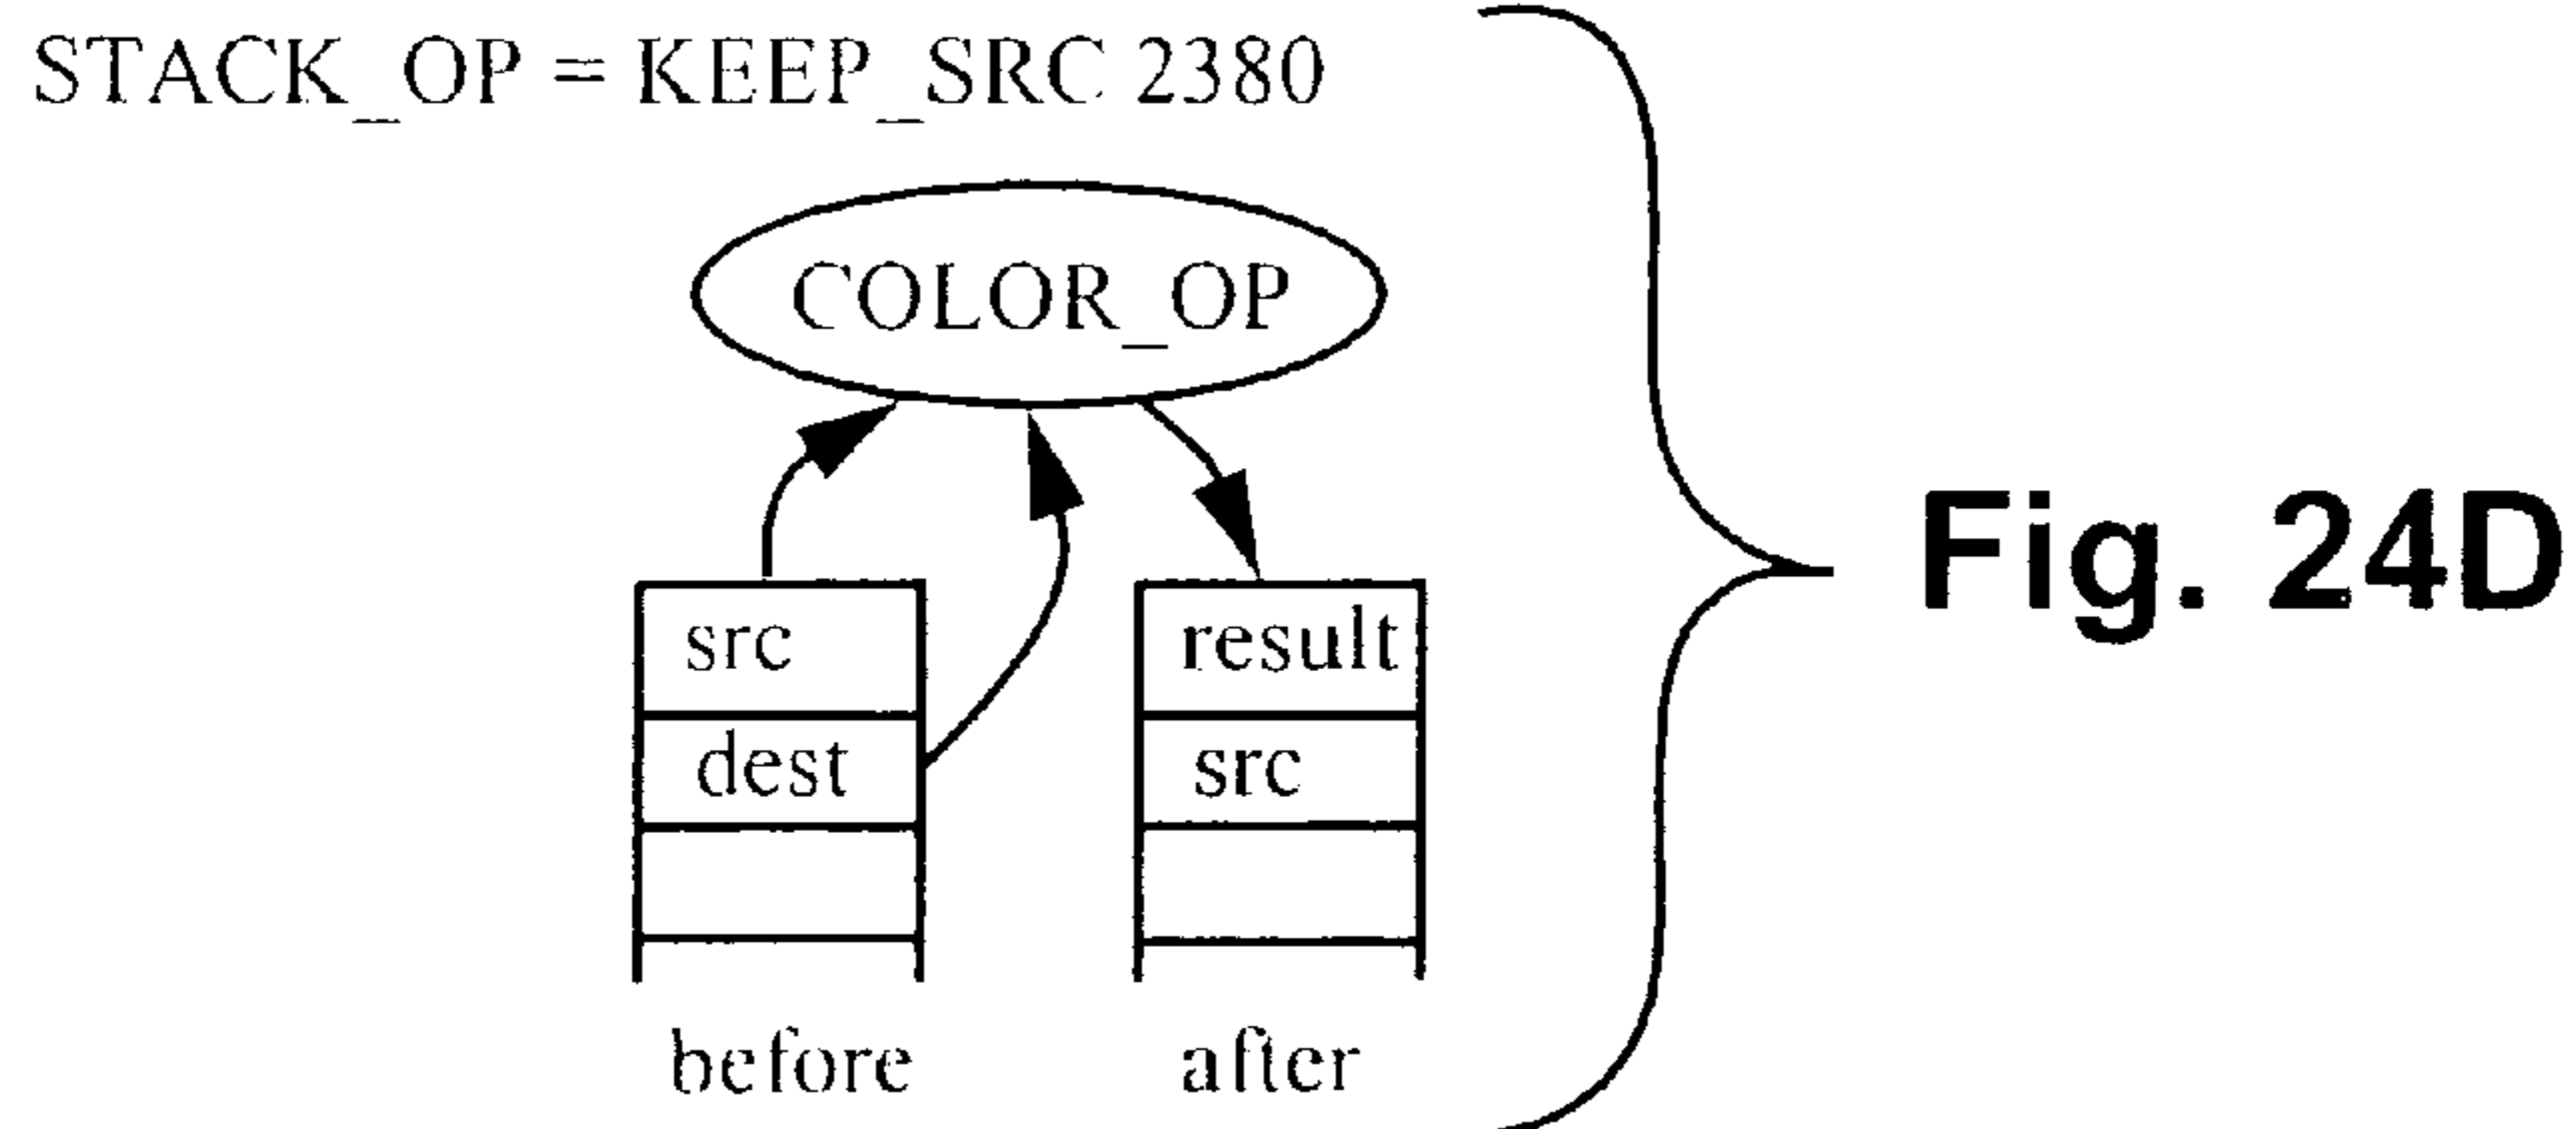 STACK_OP = KEEP_SRC 2380
COLOR_OP
Fig. 24D
src
result
dest
src
before
after